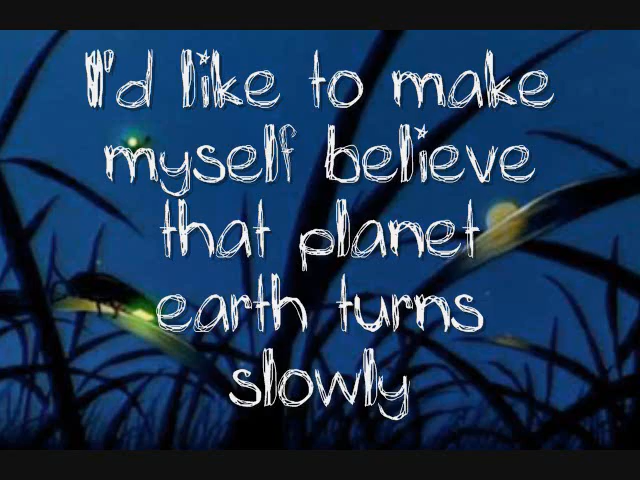 I'd like to make
myself believe
that planet
earth turns
slowly